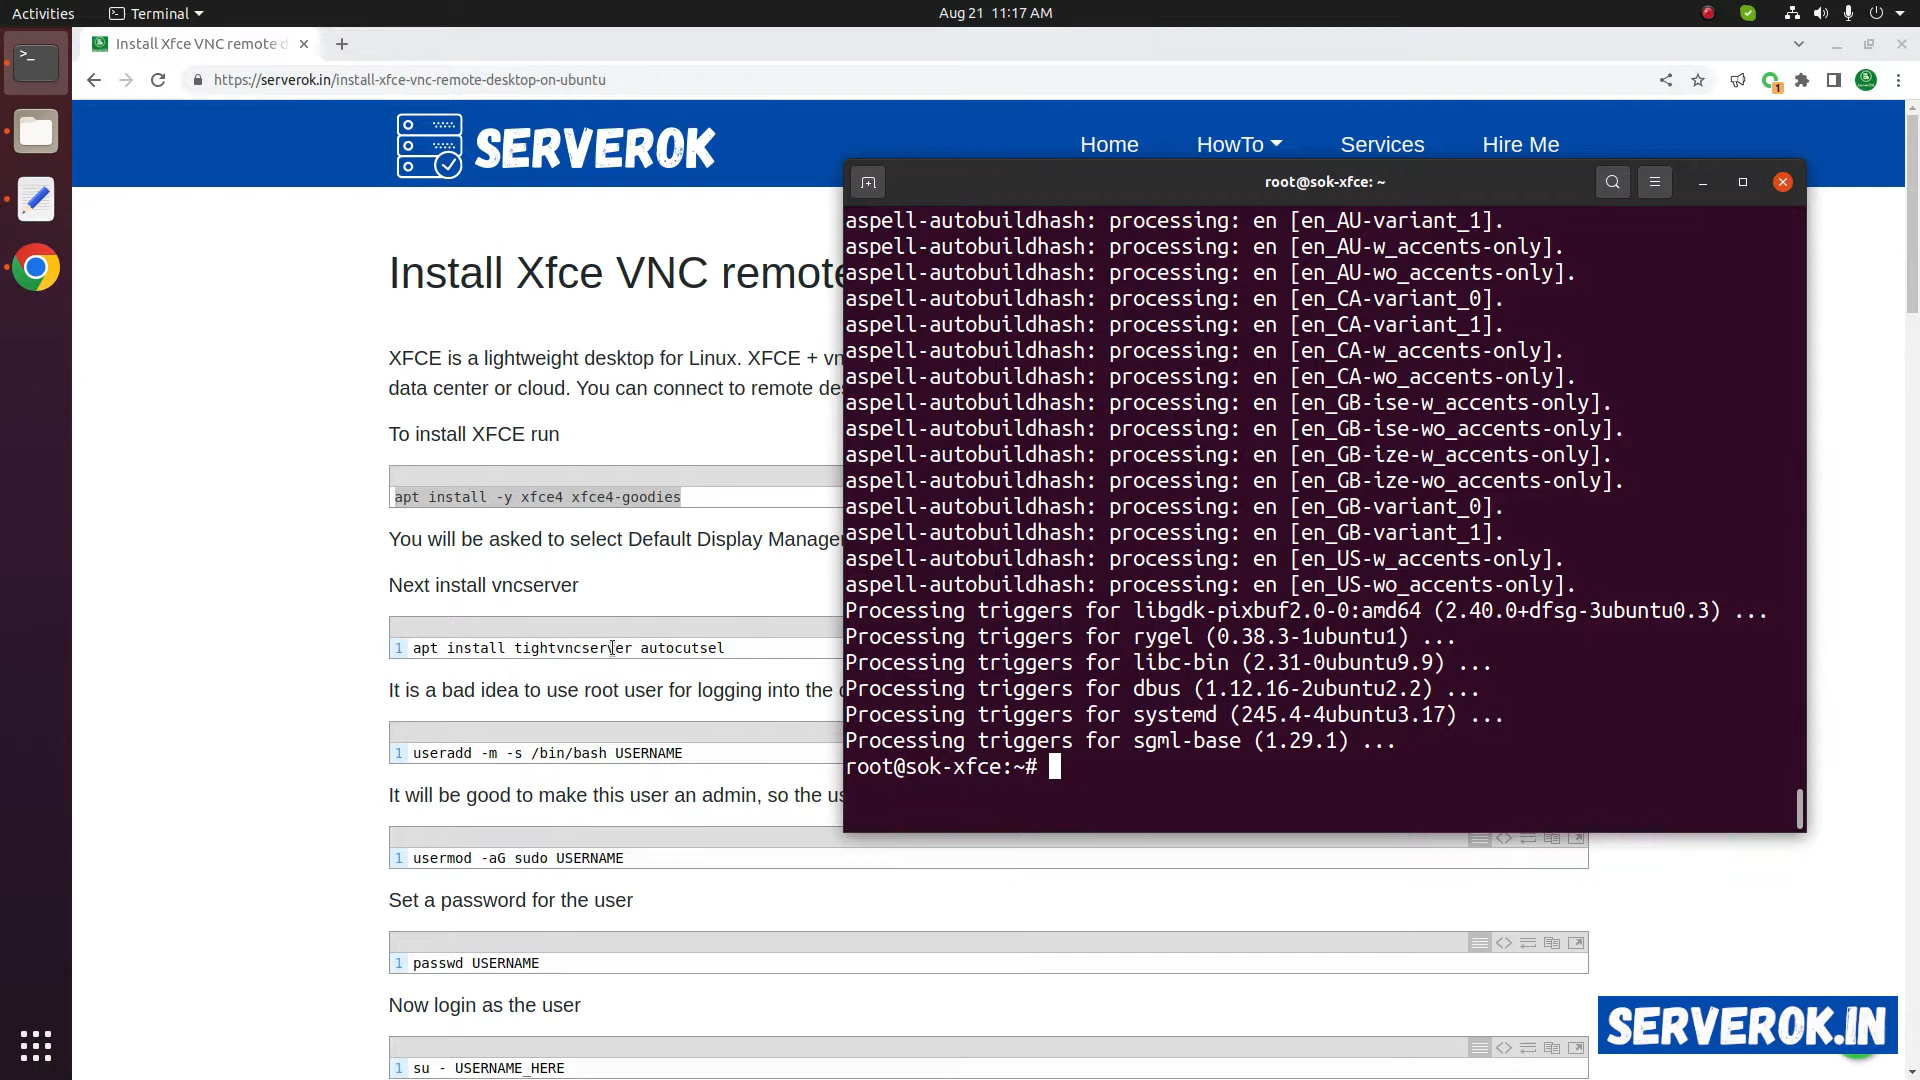 Activities
Terminal
Aug 21 11:17 AM
Install Xfce VNC remote d
https://serverok.in/install-xfce-vnc-remote-desktop-on-ubuntu
1
SERVEROK
Home
HowTo
Services
Hire Me
Install Xfce VNC remote
XFCE is a lightweight desktop for Linux. XFCE + vn
data center or cloud. You can connect to remote des
To install XFCE run
apt install -y xfce4 xfce4-goodies
You will be asked to select Default Display Manager
Next install vncserver
1 apt install tightvncserver autocutsel
It is a bad idea to use root user for logging into the
1 useradd -m -s /bin/bash USERNAME
It will be good to make this user an admin, so the us
1 usermod -aG sudo USERNAME
Set a password for the user
1 passwd USERNAME
Now login as the user
1 su - USERNAME_HERE
root@sok-xfce: ~
aspell-autobuildhash: processing: en [en_AU-variant_1].
aspell-autobuildhash: processing: en [en_AU-w_accents-only].
aspell-autobuildhash: processing: en [en_AU-wo_accents-only].
aspell-autobuildhash: processing: en [en_CA-variant_0].
aspell-autobuildhash: processing: en [en_CA-variant_1].
aspell-autobuildhash: processing: en [en_CA-w_accents-only].
aspell-autobuildhash: processing: en [en_CA-wo_accents-only].
aspell-autobuildhash: processing: en [en_GB-ise-w_accents-only].
aspell-autobuildhash: processing: en [en_GB-ise-wo_accents-only].
aspell-autobuildhash: processing: en [en_GB-ize-w_accents-only].
aspell-autobuildhash: processing: en [en_GB-ize-wo_accents-only].
aspell-autobuildhash: processing: en [en_GB-variant_0].
aspell-autobuildhash: processing: en [en_GB-variant_1].
aspell-autobuildhash: processing: en [en_US-w_accents-only].
aspell-autobuildhash: processing: en [en_US-wo_accents-only].
Processing triggers for libgdk-pixbuf2.0-0:amd64 (2.40.0+dfsg-3ubuntu0.3) ...
Processing triggers for rygel (0.38.3-1ubuntu1) ...
Processing triggers for libc-bin (2.31-0ubuntu9.9) ...
Processing triggers for dbus (1.12.16-2ubuntu2.2) ...
Processing triggers for systemd (245.4-4ubuntu3.17) ...
Processing triggers for sgml-base (1.29.1) ...
root@sok-xfce:~#
SERVEROK.IN